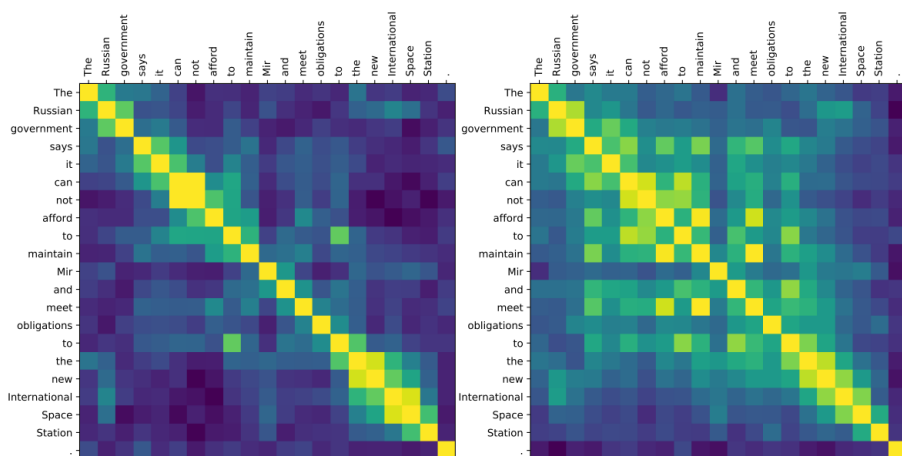 The Russian government says it can not afford to maintain Mir and meet obligations to the new International Space Station .
The Russian government says it can not afford to maintain Mir and meet obligations to the new International Space Station .
The
Russian
government
says
it
can
not
afford
to
maintain
Mir
and
meet
obligations
to
the
new
International
Space
Station
.
The
Russian
government
says
it
can
not
afford
to
maintain
Mir
and
meet
obligations
to
the
new
International
Space
Station
.